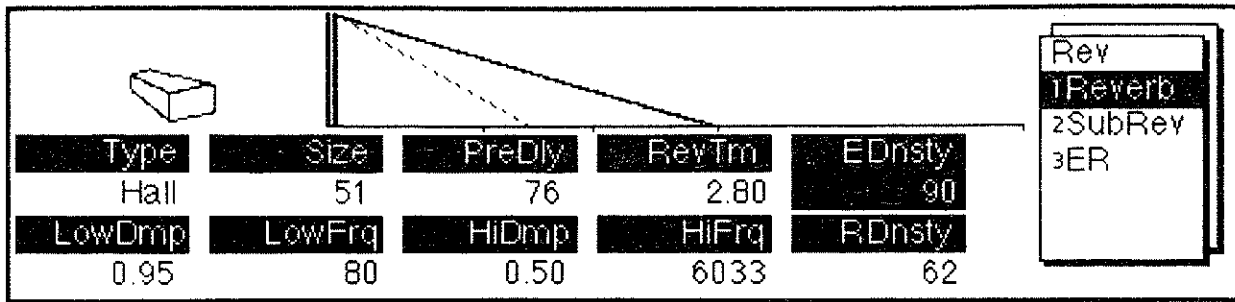 Type Size PreDly RevTm EDnsty
Hall 51 76 2.80 90
LowDmp LowFrq HiDmp HiFrq RDnsty
0.95 80 0.50 6033 62
Rev
1Reverb
2SubRev
3ER